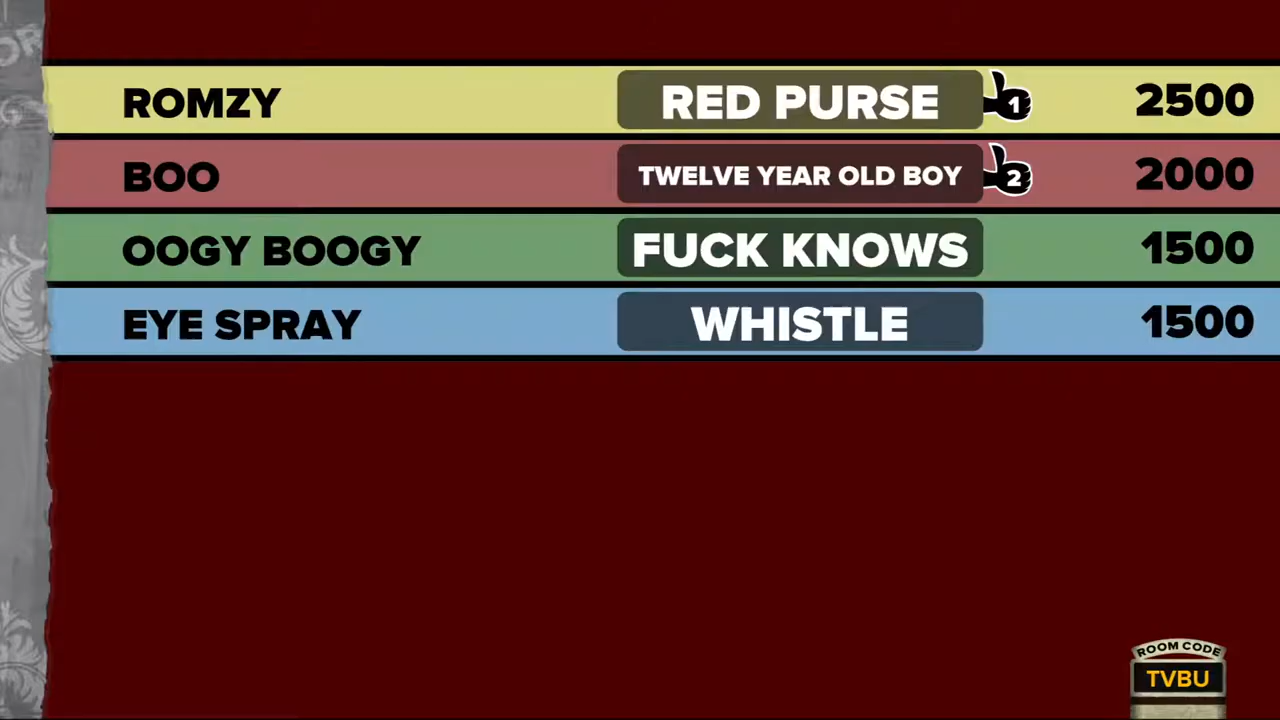 ROMZY RED PURSE 1 2500
BOO TWELVE YEAR OLD BOY 2 2000
OOGY BOOGY FUCK KNOWS 1500
EYE SPRAY WHISTLE 1500
ROOM CODE
TVBU